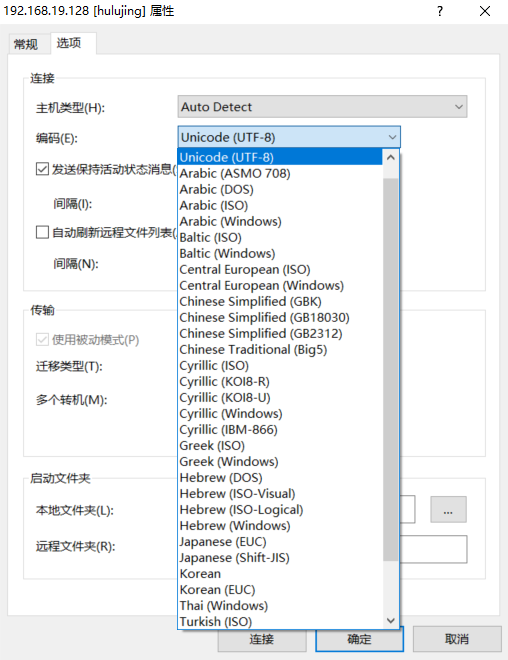 192.168.19.128 [hulujing] 属性
常规
选项
连接
主机类型(H):
Auto Detect
编码(E):
Unicode (UTF-8)
Unicode (UTF-8)
Arabic (ASMO 708)
Arabic (DOS)
Arabic (ISO)
Arabic (Windows)
Baltic (ISO)
Baltic (Windows)
Central European (ISO)
Central European (Windows)
Chinese Simplified (GBK)
Chinese Simplified (GB18030)
Chinese Simplified (GB2312)
Chinese Traditional (Big5)
Cyrillic (ISO)
Cyrillic (KOI8-R)
Cyrillic (KOI8-U)
Cyrillic (Windows)
Cyrillic (IBM-866)
Greek (ISO)
Greek (Windows)
Hebrew (DOS)
Hebrew (ISO-Visual)
Hebrew (ISO-Logical)
Hebrew (Windows)
Japanese (EUC)
Japanese (Shift-JIS)
Korean
Korean (EUC)
Thai (Windows)
Turkish (ISO)
发送保持活动状态消息(
间隔(I):
自动刷新远程文件列表(
间隔(N):
传输
使用被动模式(P)
迁移类型(T):
多个转机(M):
启动文件夹
本地文件夹(L):
...
远程文件夹(R):
连接
确定
取消